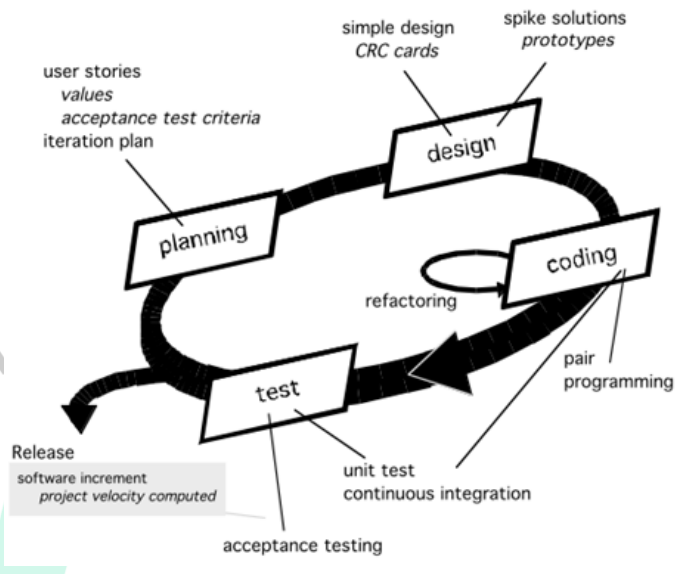 spike solutions
prototypes
simple design
CRC cards
user stories
values
acceptance test criteria
iteration plan
design
planning
coding
refactoring
test
pair
programming
Release
software increment
project velocity computed
unit test
continuous integration
acceptance testing